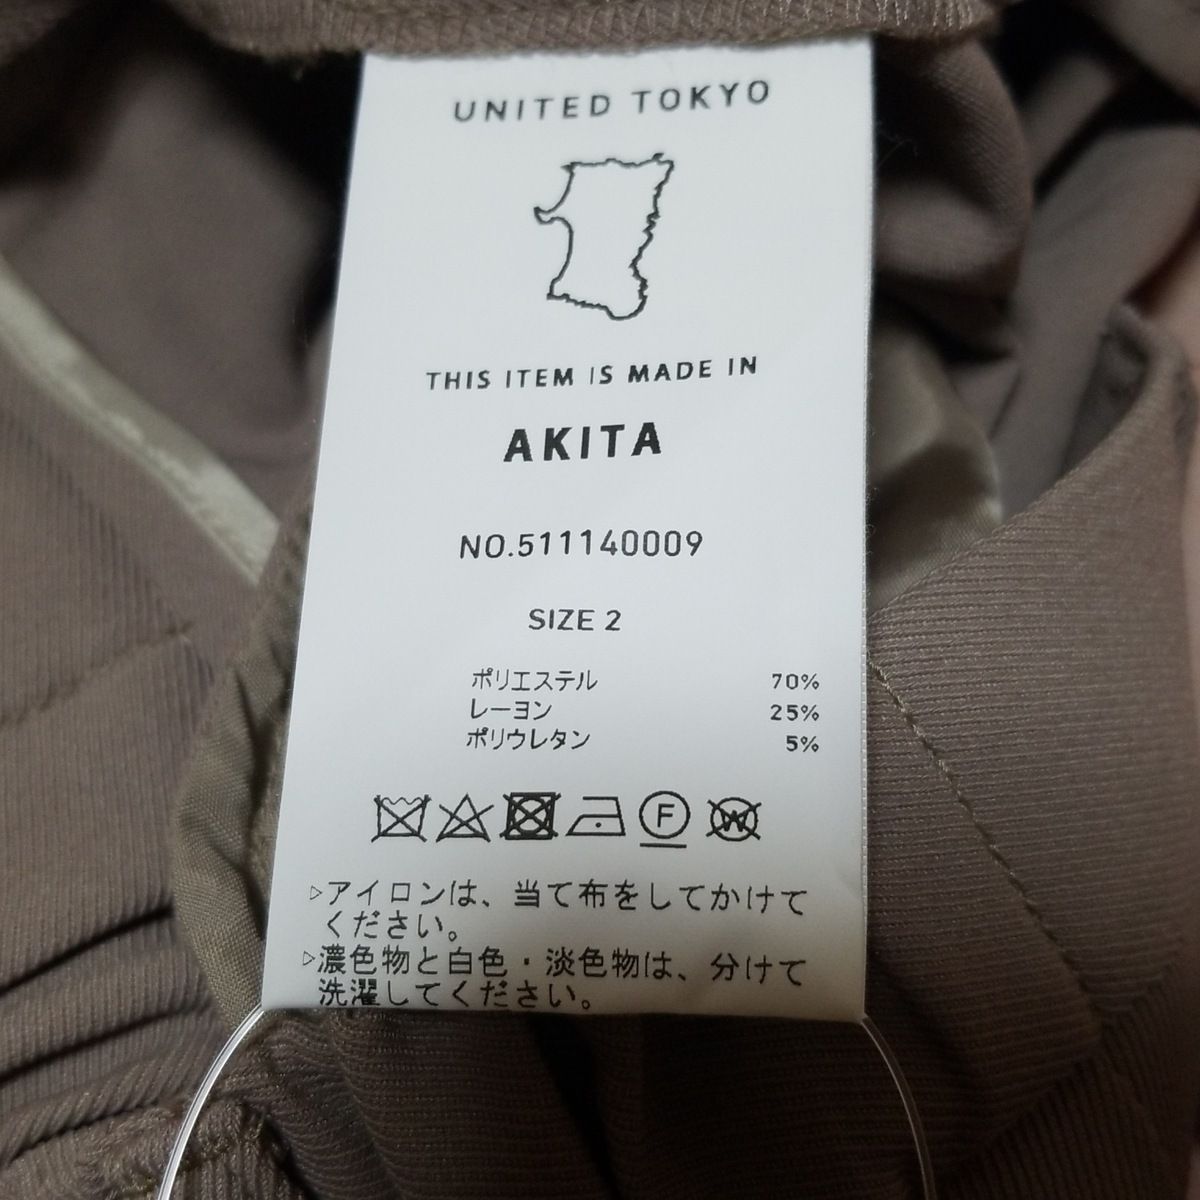 UNITED TOKYO
THIS ITEM IS MADE IN
AKITA
NO.511140009
SIZE 2
ポリエステル 70%
レーヨン 25%
ポリウレタン 5%
F W
▷アイロンは、当て布をしてかけて
ください。
▷濃色物と白色・淡色物は、分けて
洗濯してください。